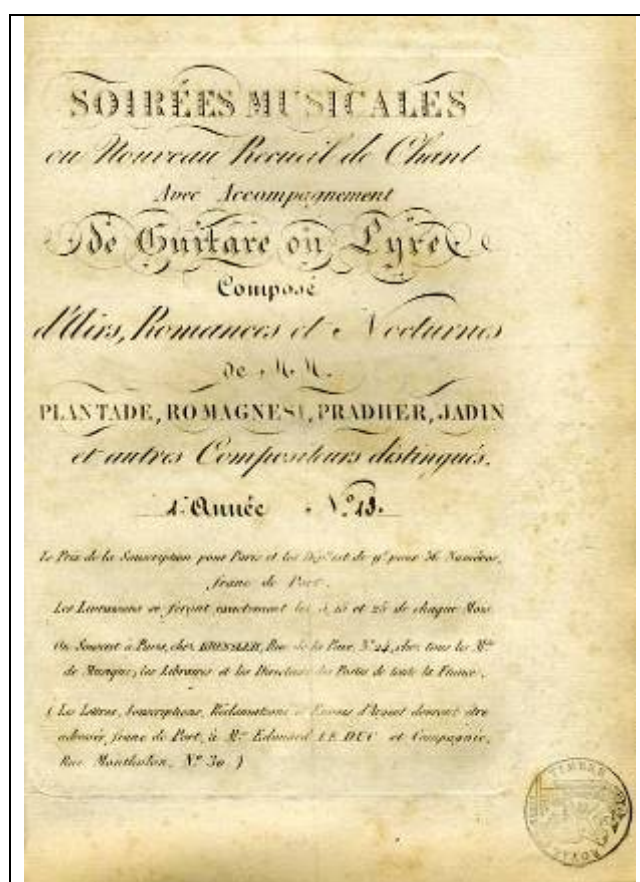 SOIRÉES MUSICALES
ou Nouveau Recueil de Chant
Avec Accompagnement
de Guitare ou Lyre
Composé
d'Airs, Romances et Nocturnes
de M.M.
PLANTADE, ROMAGNESI, PRADHER, JADIN
et autres Compositeurs distingués.
1.e Année N.o 13.
Le Prix de la Souscription pour Paris et les est de 9.f pour 36 Numéros,
franc de Port.
Les Livraisons se feront exactement les 5, 15 et 25 de chaque Mois
On Souscrit à Paris, chez Rue de la Paix, N.o 24, chez tous les M.ds
de Musique, les Libraires et les Directeurs des Postes de toute la France.
( Les Lettres, Souscriptions, Réclamations et Envois d'Argent devront être
adressés, franc de Port, à M.r Edouard LE DUC et Compagnie,
Rue Montholon, N.o 30 )
TIMBRE
ROYAL